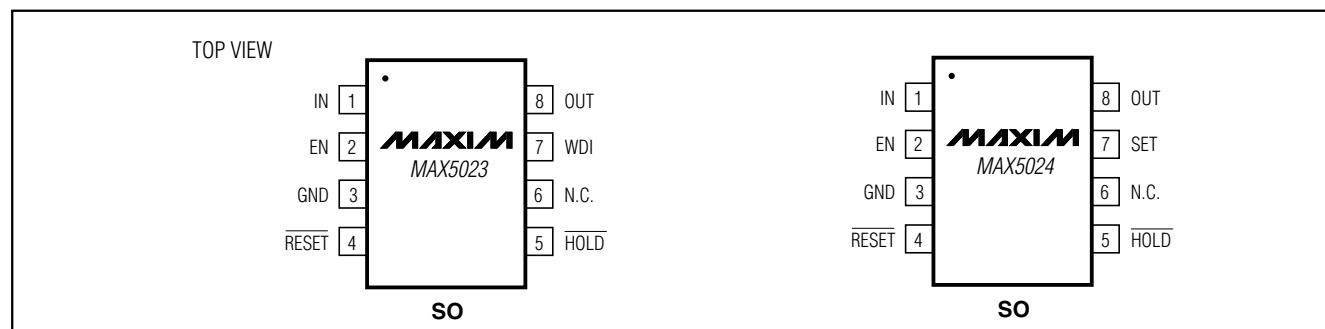 TOP VIEW
IN 1
EN 2
GND 3
RESET 4
MAXIM
MAX5023
8 OUT
7 WDI
6 N.C.
5 HOLD
SO
IN 1
EN 2
GND 3
RESET 4
MAXIM
MAX5024
8 OUT
7 SET
6 N.C.
5 HOLD
SO